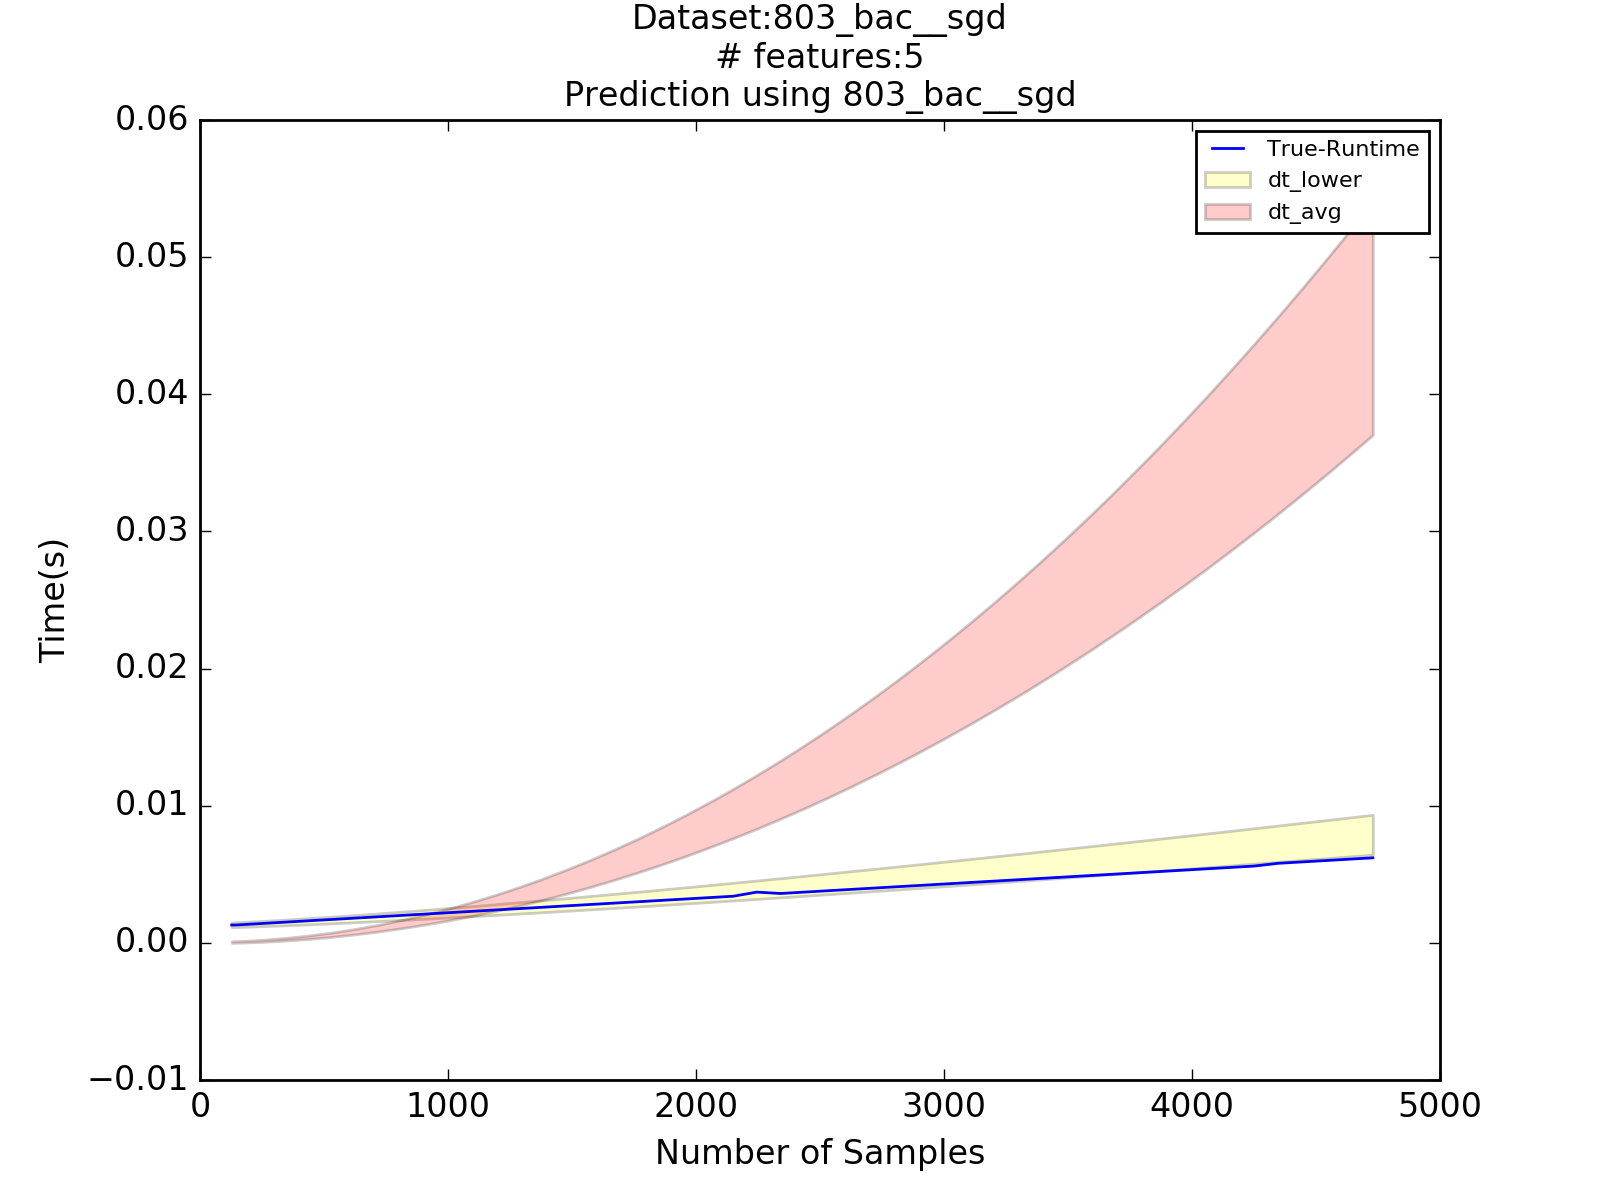 Dataset:803_bac__sgd
# features:5
Prediction using 803_bac__sgd
0.06
0.05
0.04
0.03
0.02
0.01
0.00
−0.01
Time(s)
True-Runtime
dt_lower
dt_avg
0
1000
2000
3000
4000
5000
Number of Samples